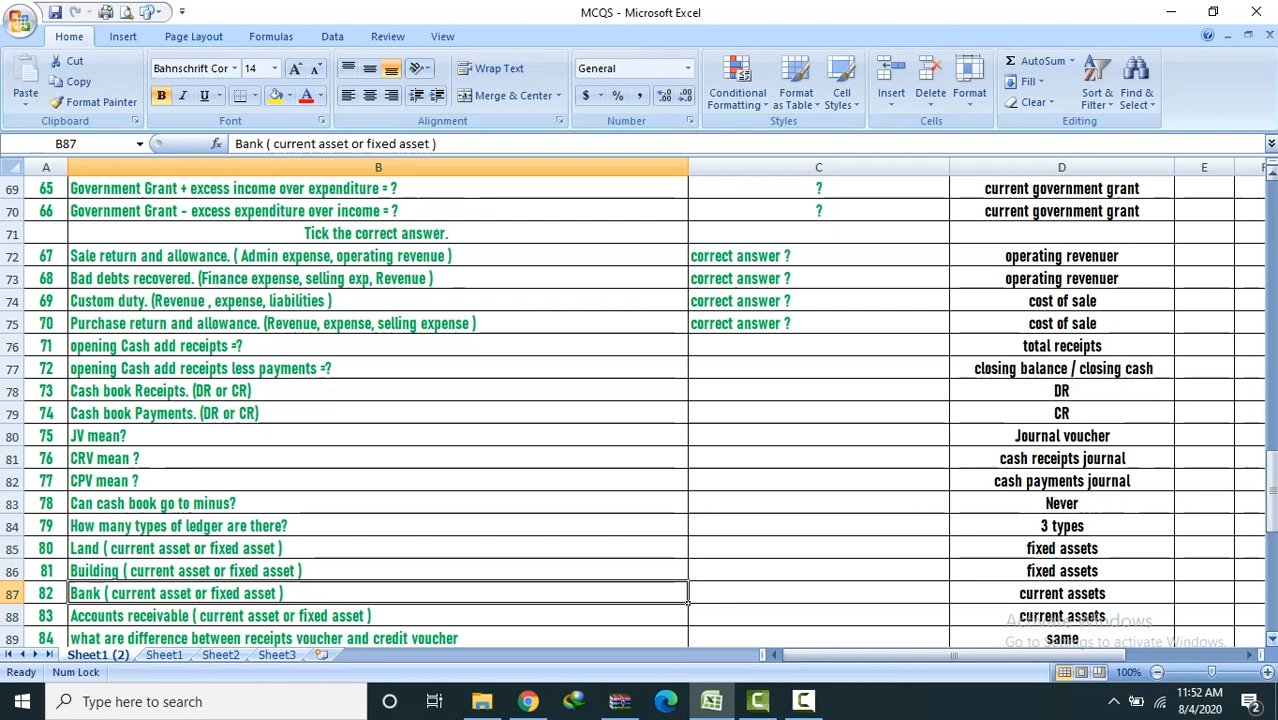 MCQS - Microsoft Excel
Home Insert Page Layout Formulas Data Review View
Paste
Cut
Copy
Format Painter
Clipboard
Bahnschrift Cor 14
B I U
Font
Wrap Text
Merge & Center
Alignment
General
$ % ,
Number
Conditional Formatting
Format as Table
Cell Styles
Styles
Insert Delete Format
Cells
AutoSum
Fill
Clear
Sort & Filter
Find & Select
Editing
B87 fx Bank ( current asset or fixed asset )
A B C D E F
69 65 Government Grant + excess income over expenditure = ? ? current government grant
70 66 Government Grant - excess expenditure over income = ? ? current government grant
71 Tick the correct answer.
72 67 Sale return and allowance. ( Admin expense, operating revenue ) correct answer ? operating revenuer
73 68 Bad debts recovered. (Finance expense, selling exp, Revenue ) correct answer ? operating revenuer
74 69 Custom duty. (Revenue , expense, liabilities ) correct answer ? cost of sale
75 70 Purchase return and allowance. (Revenue, expense, selling expense ) correct answer ? cost of sale
76 71 opening Cash add receipts =? total receipts
77 72 opening Cash add receipts less payments =? closing balance / closing cash
78 73 Cash book Receipts. (DR or CR) DR
79 74 Cash book Payments. (DR or CR) CR
80 75 JV mean? Journal voucher
81 76 CRV mean ? cash receipts journal
82 77 CPV mean ? cash payments journal
83 78 Can cash book go to minus? Never
84 79 How many types of ledger are there? 3 types
85 80 Land ( current asset or fixed asset ) fixed assets
86 81 Building ( current asset or fixed asset ) fixed assets
87 82 Bank ( current asset or fixed asset ) current assets
88 83 Accounts receivable ( current asset or fixed asset ) current assets
89 84 what are difference between receipts voucher and credit voucher same
Activate Windows
Go to Settings to activate Windows.
Sheet1 (2) Sheet1 Sheet2 Sheet3
Ready Num Lock 100%
Type here to search
11:52 AM
8/4/2020
2